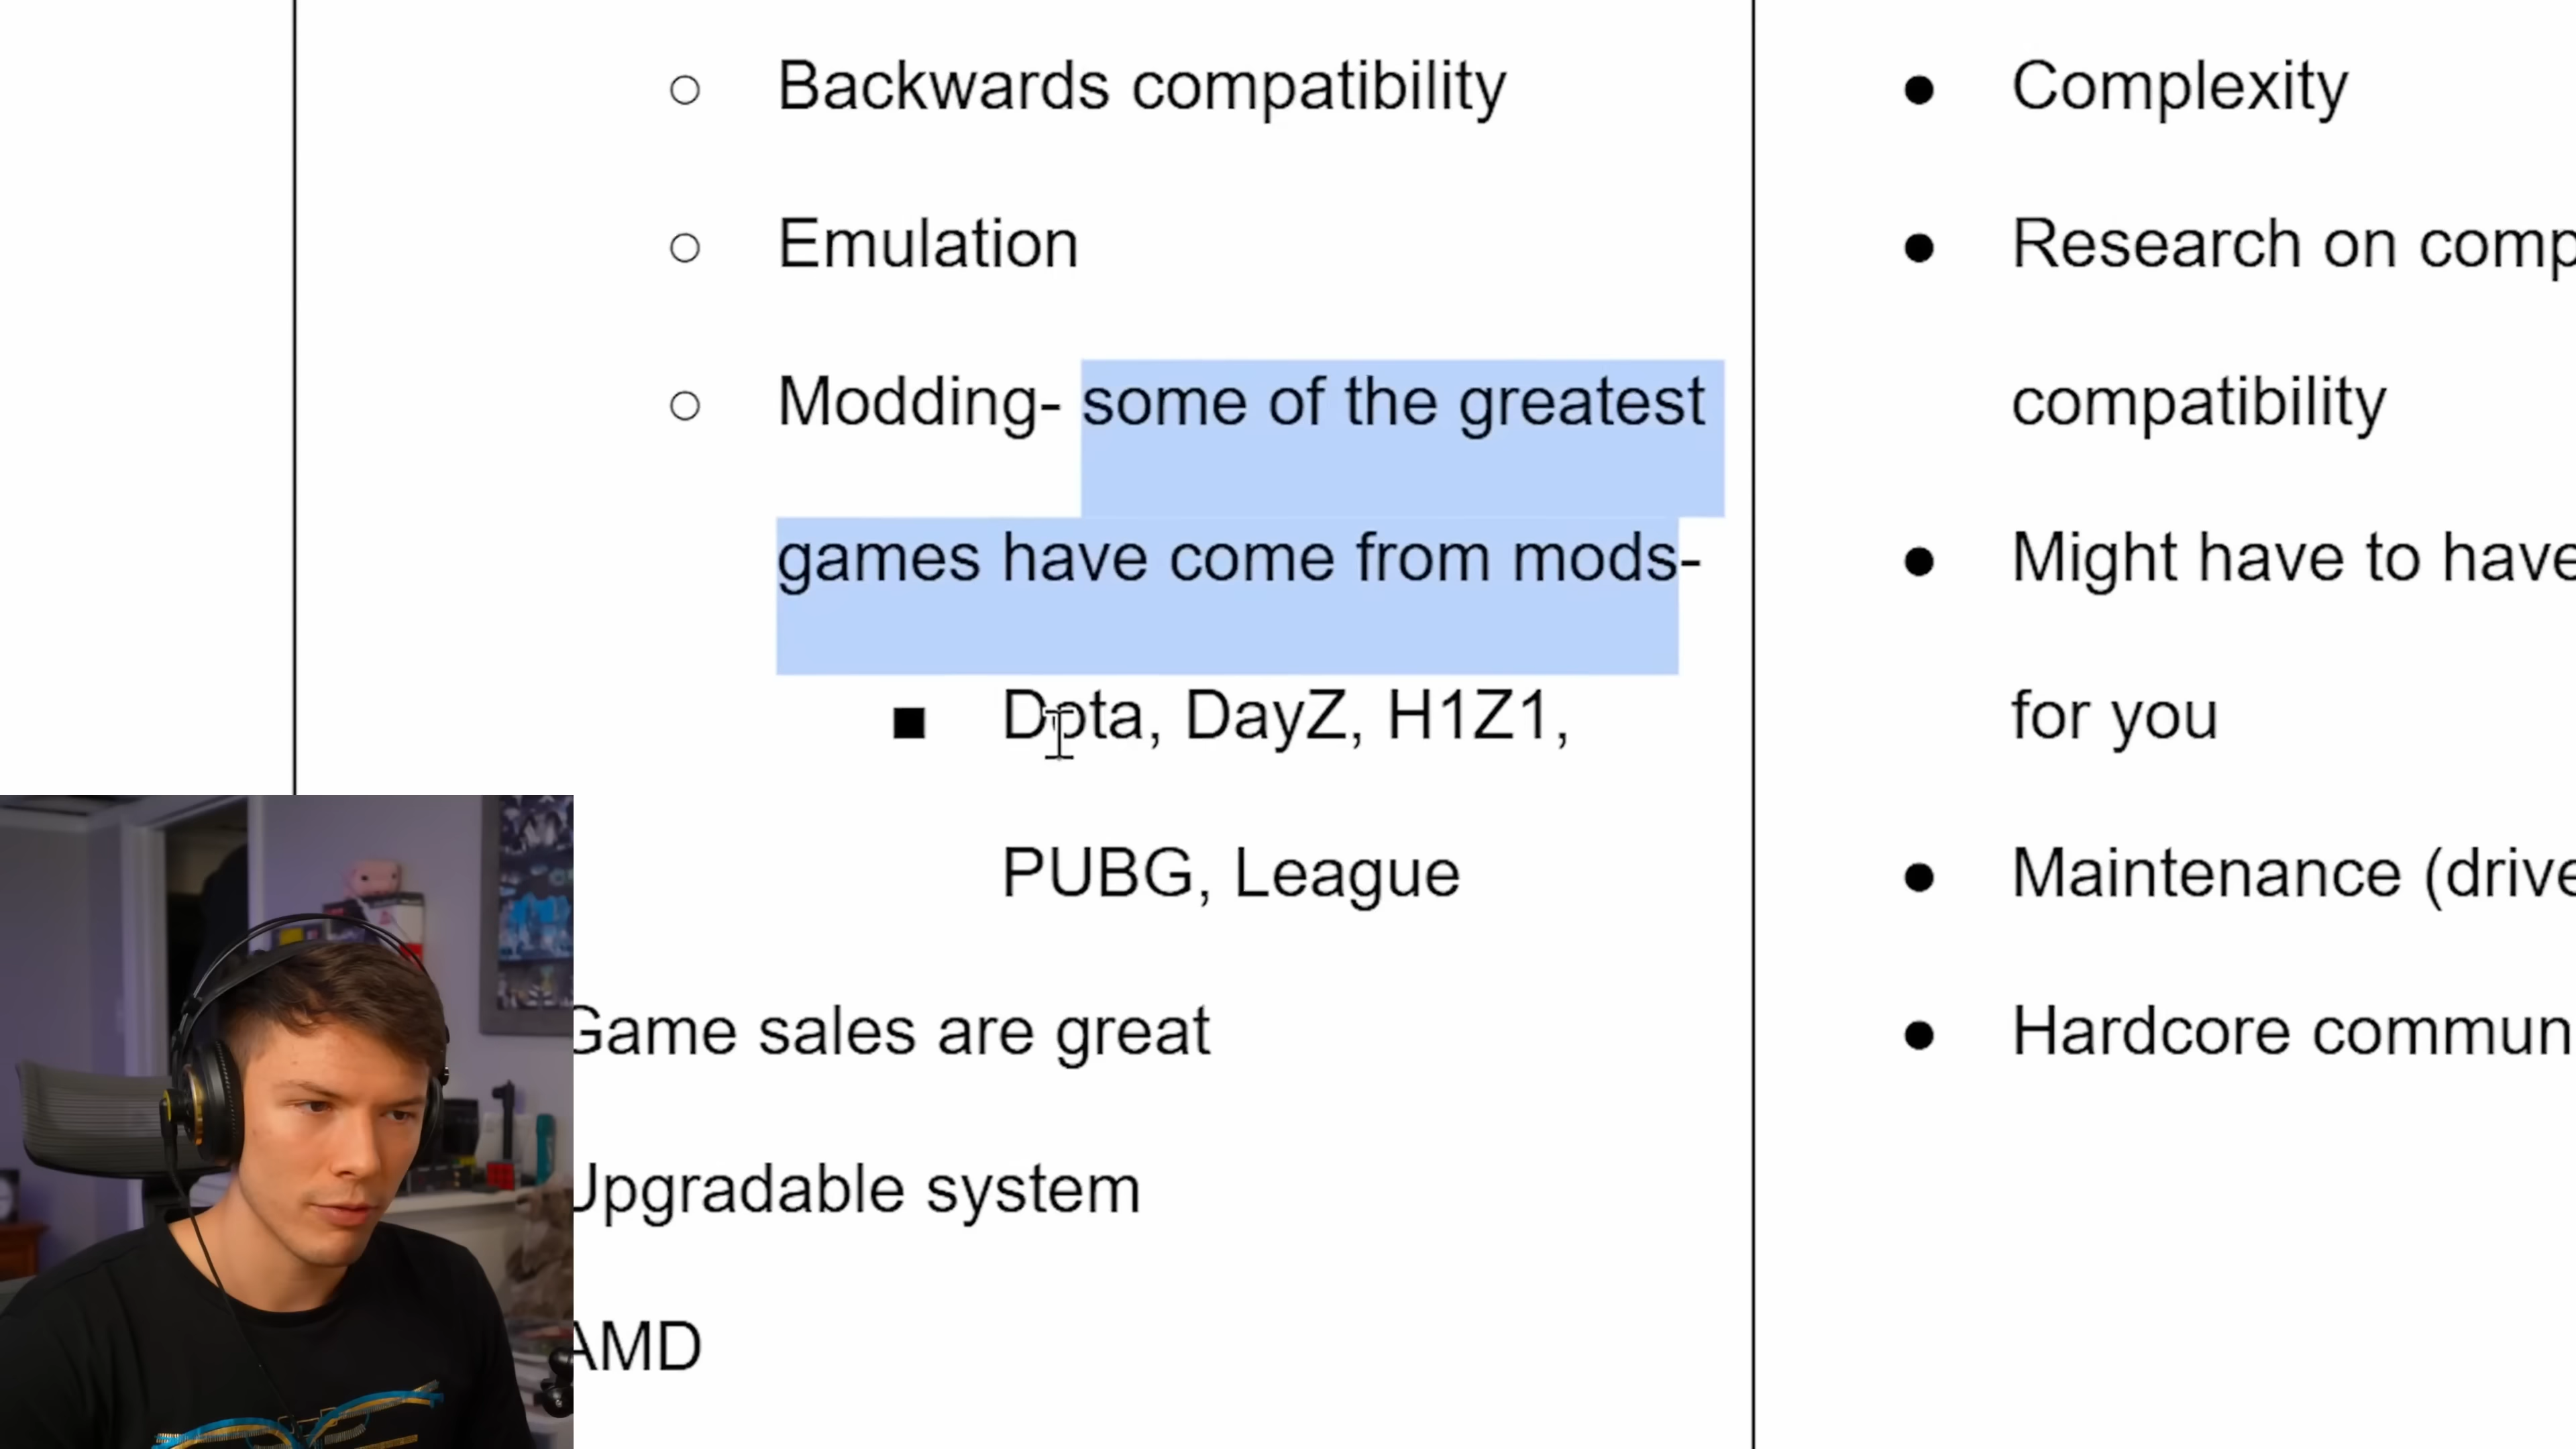 Backwards compatibility
Emulation
Modding- some of the greatest
games have come from mods-
Dota, DayZ, H1Z1,
PUBG, League
Game sales are great
Upgradable system
AMD
Complexity
Research on comp
compatibility
Might have to have
for you
Maintenance (drive
Hardcore commun